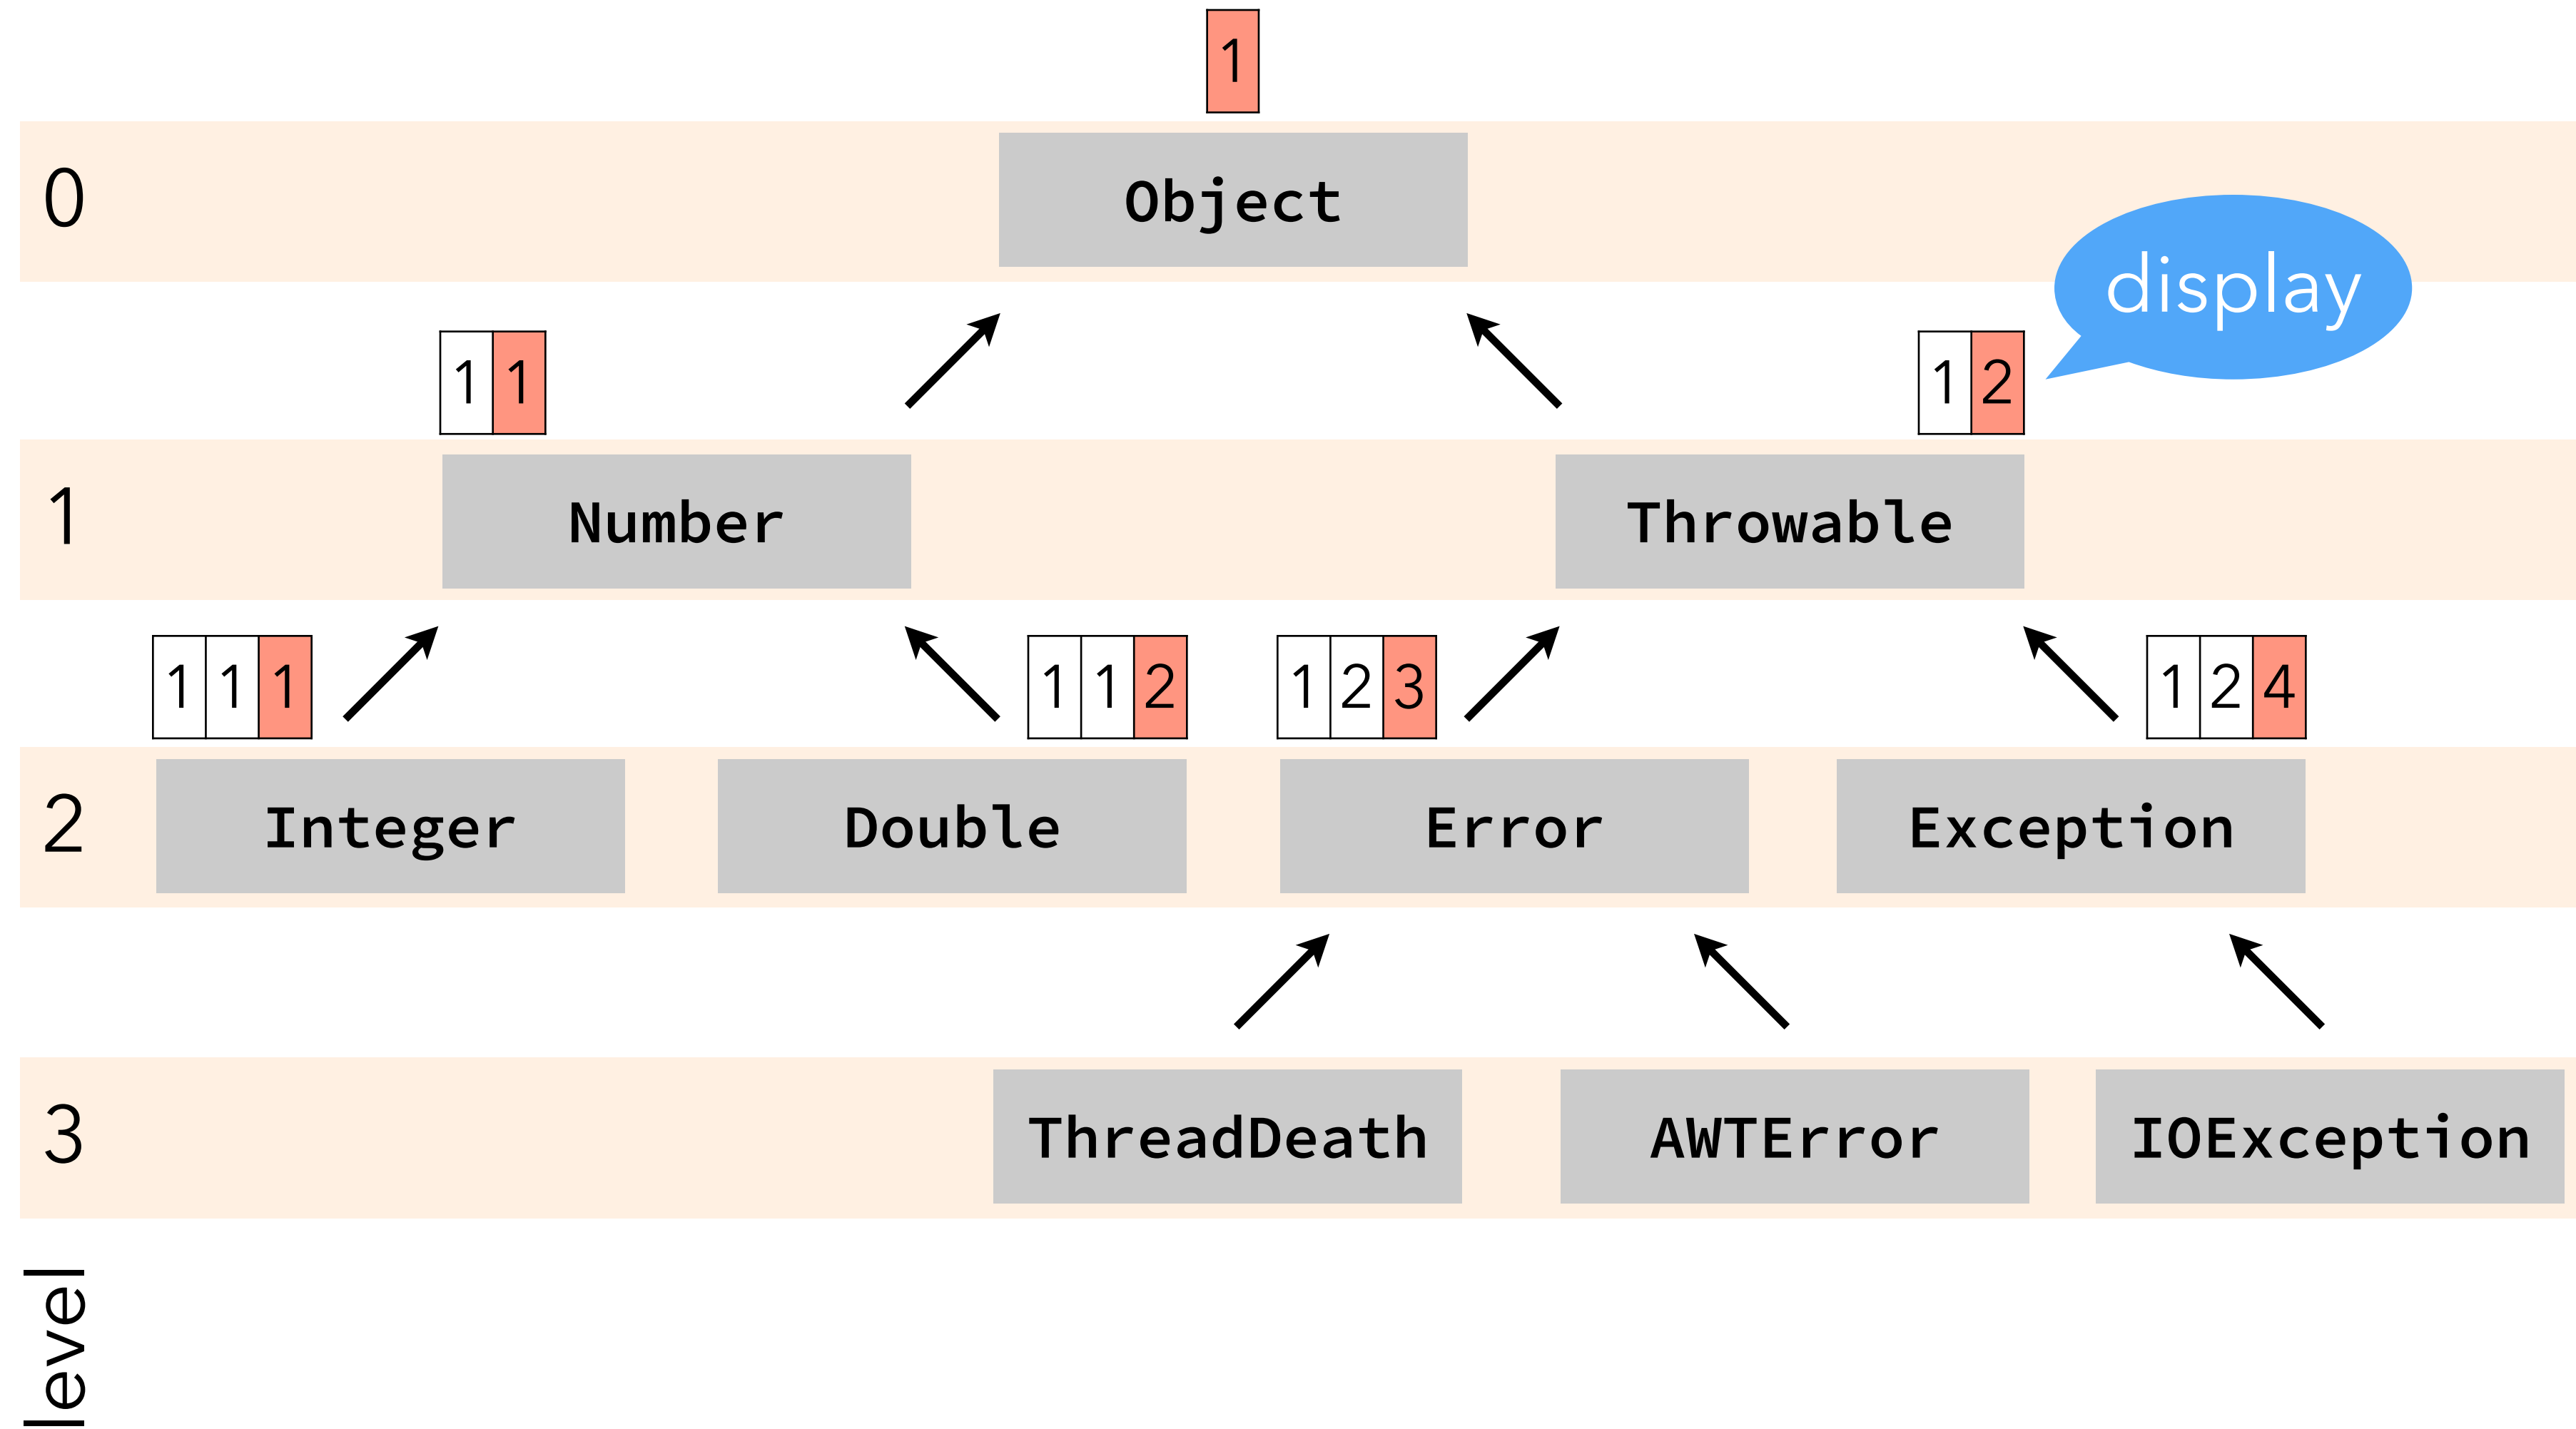 1
0 Object
display
1 1
1 2
1 Number Throwable
1 1 1
1 1 2
1 2 3
1 2 4
2 Integer Double Error Exception
3 ThreadDeath AWTError IOException
level